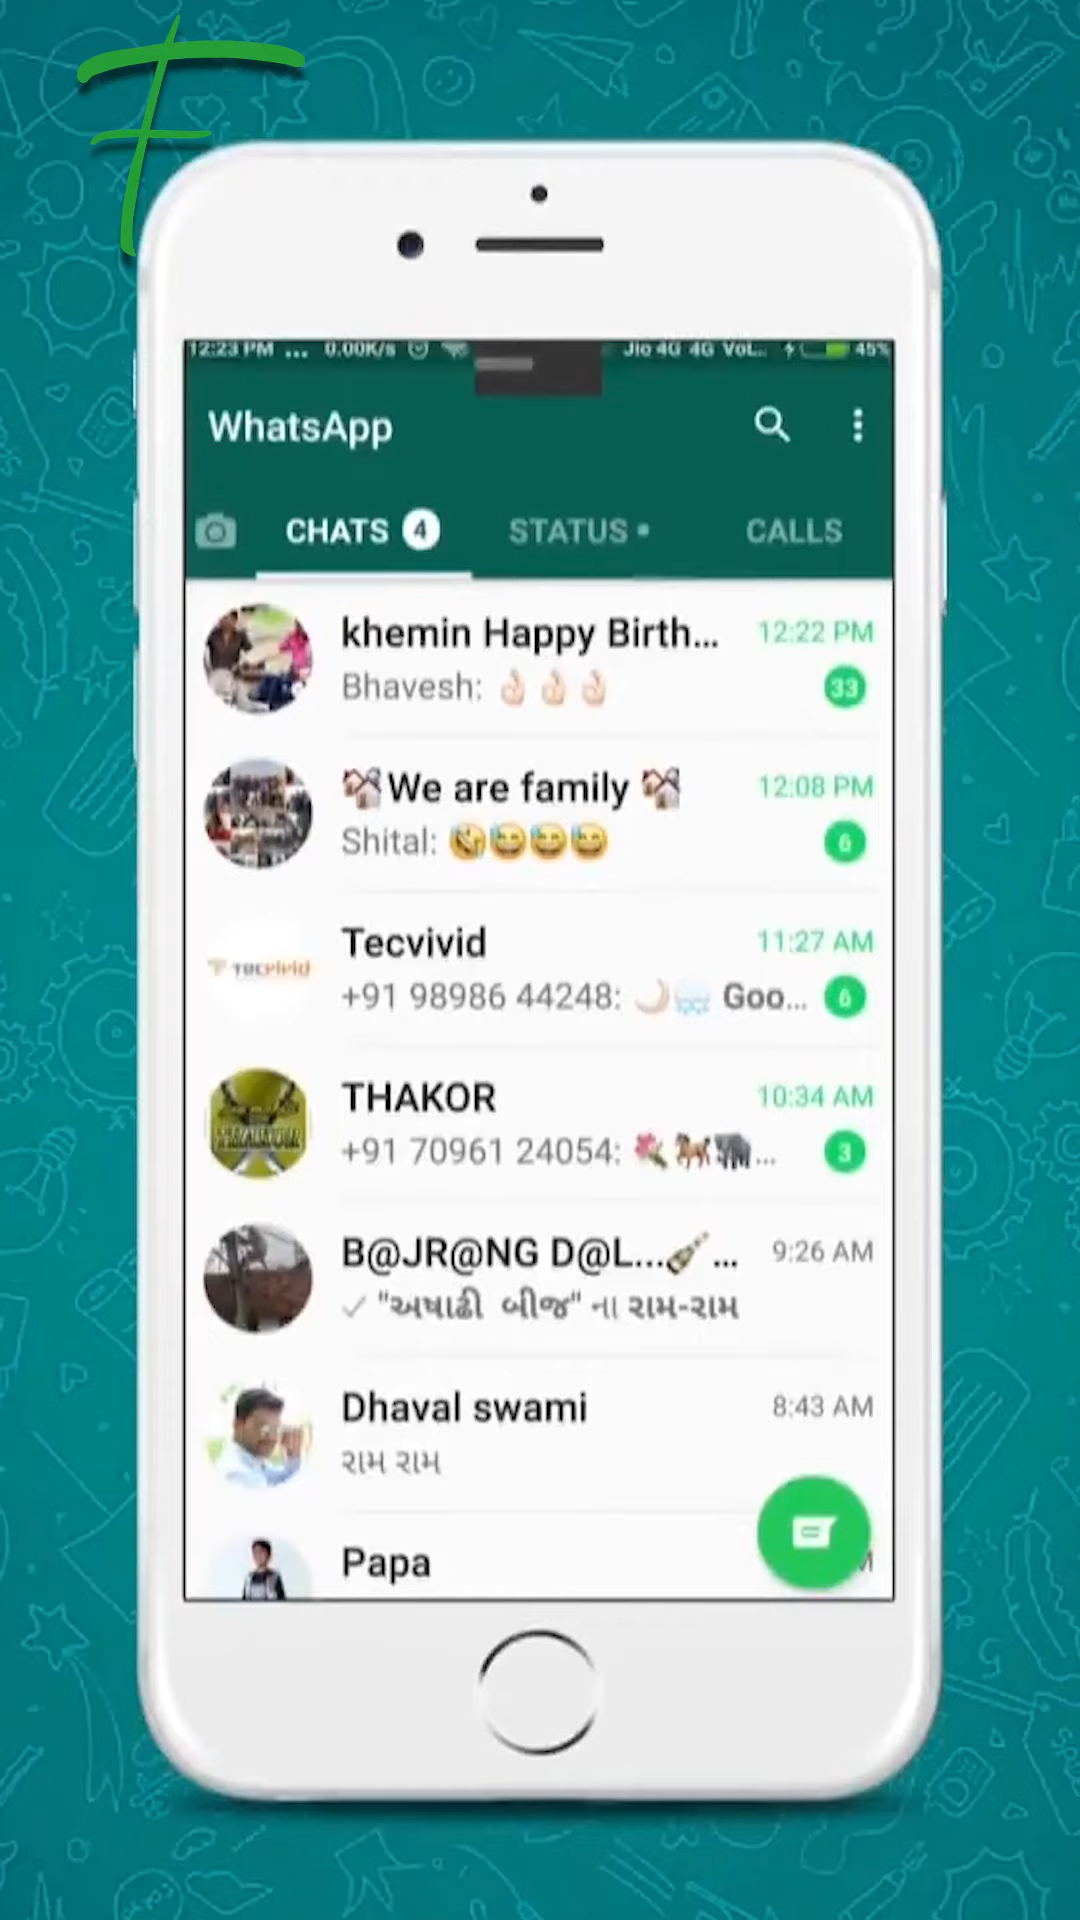 F
12:23 PM ... 0.00K/s Jio 4G 4G VoL... 45%
WhatsApp
CHATS 4 STATUS • CALLS
khemin Happy Birth... 12:22 PM
Bhavesh: 👌🏻👌🏻👌🏻 33
🏘️We are family 🏘️ 12:08 PM
Shital: 😅😅😅 6
Tecvivid 11:27 AM
Tecvivid
+91 98986 44248: 🌙🌨️ Goo... 6
THAKOR 10:34 AM
THAKOR
+91 70961 24054: 🌹🐎🐘... 3
B@JR@NG D@L...🍾 ... 9:26 AM
✓ "અષાઢી બીજ" ના રામ-રામ
Dhaval swami 8:43 AM
રામ રામ
Papa